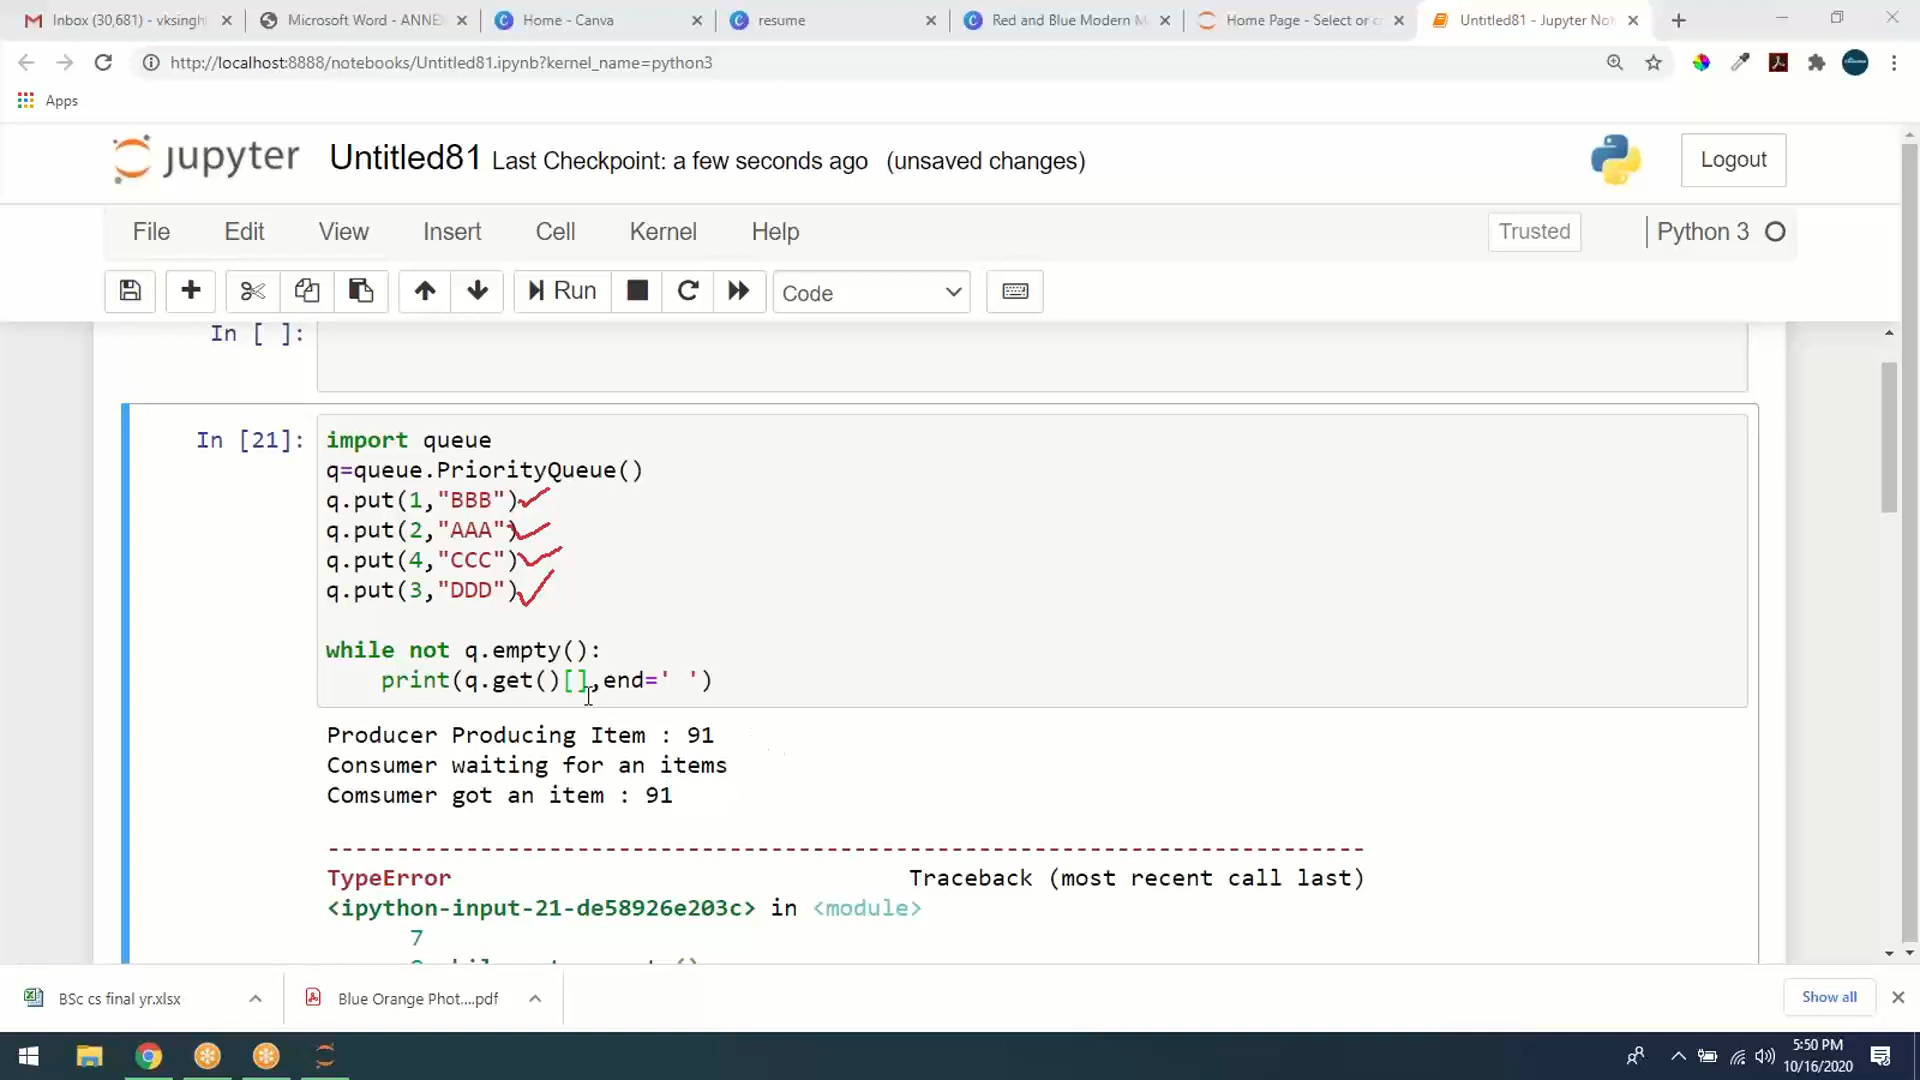 Inbox (30,681) - vksingh
Microsoft Word - ANNE
Home - Canva
resume
Red and Blue Modern M
Home Page - Select or c
Untitled81 - Jupyter Not
http://localhost:8888/notebooks/Untitled81.ipynb?kernel_name=python3
Apps
jupyter Untitled81 Last Checkpoint: a few seconds ago (unsaved changes)
Logout
File Edit View Insert Cell Kernel Help
Trusted
Python 3
Run
Code
In [ ]:
In [21]:
import queue
q=queue.PriorityQueue()
q.put(1,"BBB")
q.put(2,"AAA")
q.put(4,"CCC")
q.put(3,"DDD")
while not q.empty():
print(q.get()[],end=' ')
Producer Producing Item : 91
Consumer waiting for an items
Comsumer got an item : 91
---------------------------------------------------------------------------
TypeError Traceback (most recent call last)
<ipython-input-21-de58926e203c> in <module>
7
BSc cs final yr.xlsx
Blue Orange Phot....pdf
Show all
5:50 PM
10/16/2020